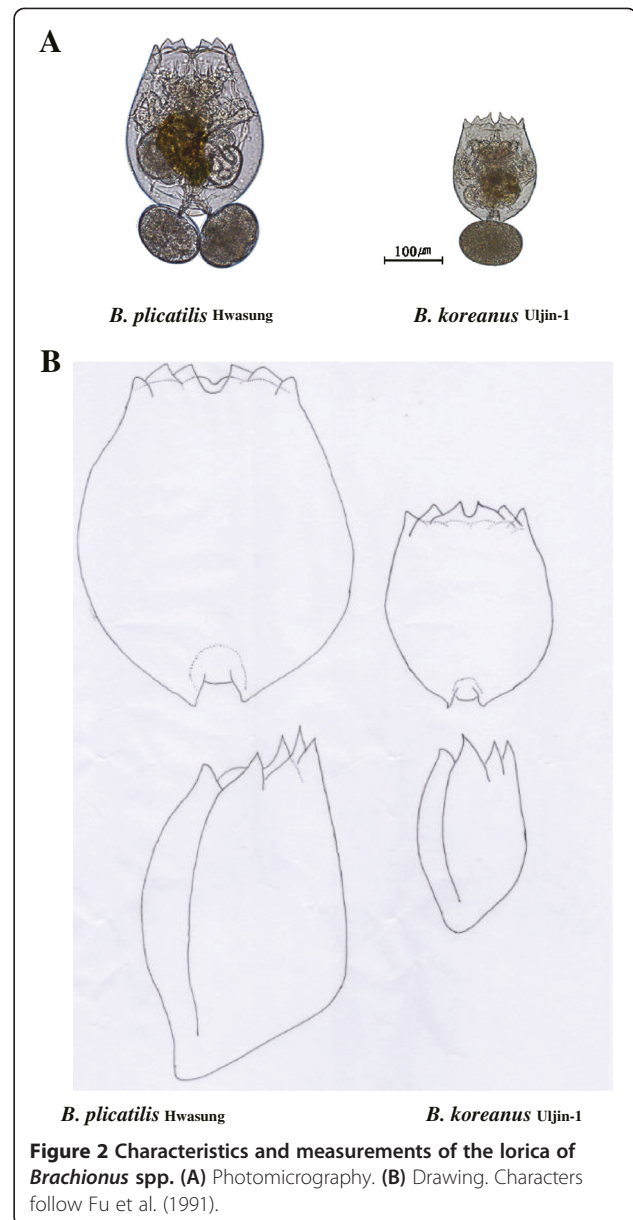 A
100㎛
B. plicatilis Hwasung B. koreanus Uljin-1
B
B. plicatilis Hwasung B. koreanus Uljin-1
Figure 2 Characteristics and measurements of the lorica of
Brachionus spp. (A) Photomicrography. (B) Drawing. Characters
follow Fu et al. (1991).